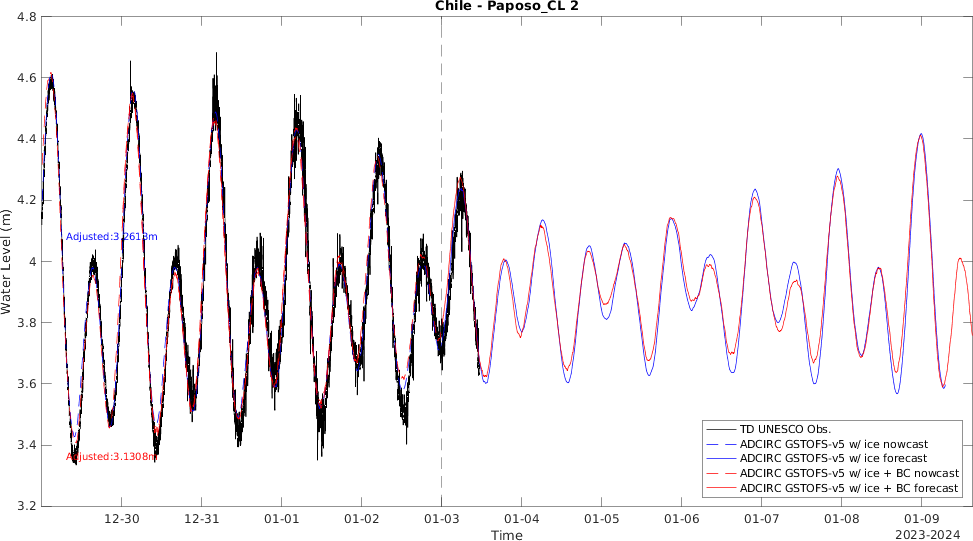 Chile - Paposo_CL 2
4.8
4.6
4.4
4.2
4
3.8
3.6
3.4
3.2
Water Level (m)
Adjusted:3.2613m
Adjusted:3.1308m
TD UNESCO Obs.
ADCIRC GSTOFS-v5 w/ ice nowcast
ADCIRC GSTOFS-v5 w/ ice forecast
ADCIRC GSTOFS-v5 w/ ice + BC nowcast
ADCIRC GSTOFS-v5 w/ ice + BC forecast
12-30 12-31 01-01 01-02 01-03 01-04 01-05 01-06 01-07 01-08 01-09
Time
2023-2024